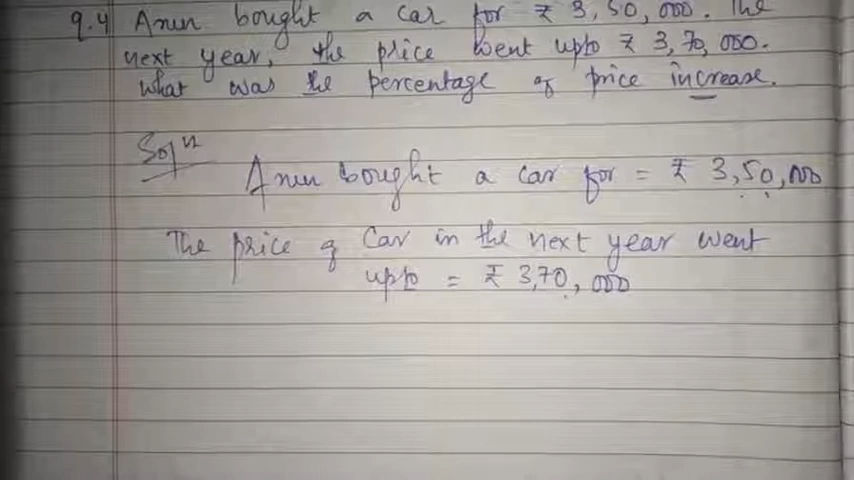 Q.4 Arun bought a car for ₹ 3,50,000. The
next year, the price went upto ₹ 3,70,000.
what was the percentage of price increase.
Solⁿ
Arun bought a car for = ₹ 3,50,000
The price of Car in the next year went
upto = ₹ 3,70,000